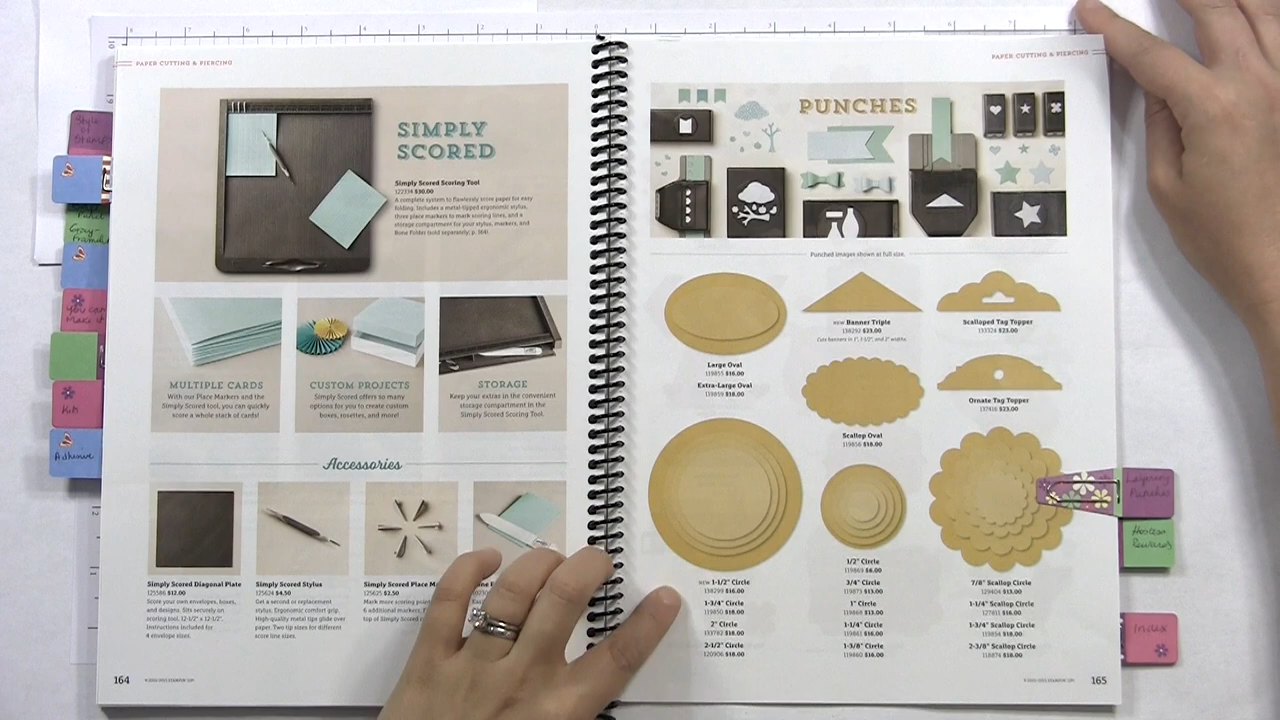 PAPER CUTTING & PIERCING
SIMPLY
SCORED
Simply Scored Scoring Tool
122334 $30.00
A complete system to flawlessly score paper for easy
folding. Includes a metal-tipped ergonomic stylus,
three place markers to mark scoring lines, and a
storage compartment for your stylus, markers, and
Bone Folder (sold separately; p. 164).
MULTIPLE CARDS
With our Place Markers and the
Simply Scored tool, you can quickly
score a whole stack of cards!
CUSTOM PROJECTS
Simply Scored offers so many
options for you to create custom
boxes, rosettes, and more!
STORAGE
Keep your extras in the convenient
storage compartment in the
Simply Scored Scoring Tool.
Accessories
Simply Scored Diagonal Plate
125586 $12.00
Score your own envelopes, boxes,
and designs. Fits securely on
scoring tool. 12-1/2" x 12-1/2".
Instructions included for
4 envelope sizes.
Simply Scored Stylus
125624 $4.50
Get a second or replacement
stylus. Ergonomic comfort grip.
High-quality metal tips glide over
paper. Two tip sizes for different
score line sizes.
Simply Scored Place
125625 $2.50
Mark more scoring
6 additional markers.
top of Simply Scored
164
PAPER CUTTING & PIERCING
PUNCHES
Punched images shown at full size.
Large Oval
119855 $16.00
Extra-Large Oval
119859 $18.00
NEW Banner Triple
138292 $23.00
Cuts banners in 1", 1-1/2", and 2" widths.
Scalloped Tag Topper
133324 $23.00
Scallop Oval
119856 $18.00
Ornate Tag Topper
137416 $23.00
NEW 1-1/2" Circle
138299 $16.00
1-3/4" Circle
119850 $18.00
2" Circle
133782 $18.00
2-1/2" Circle
120906 $18.00
1/2" Circle
119869 $6.00
3/4" Circle
119873 $13.00
1" Circle
119868 $13.00
1-1/4" Circle
119861 $16.00
1-3/8" Circle
119860 $16.00
7/8" Scallop Circle
129404 $13.00
1-1/4" Scallop Circle
127811 $16.00
1-3/4" Scallop Circle
119854 $18.00
2-3/8" Scallop Circle
118874 $18.00
165
Style
of
You can
Make it
Kits
Adhesive
Layering
Punches
Hostess
Rewards
Index